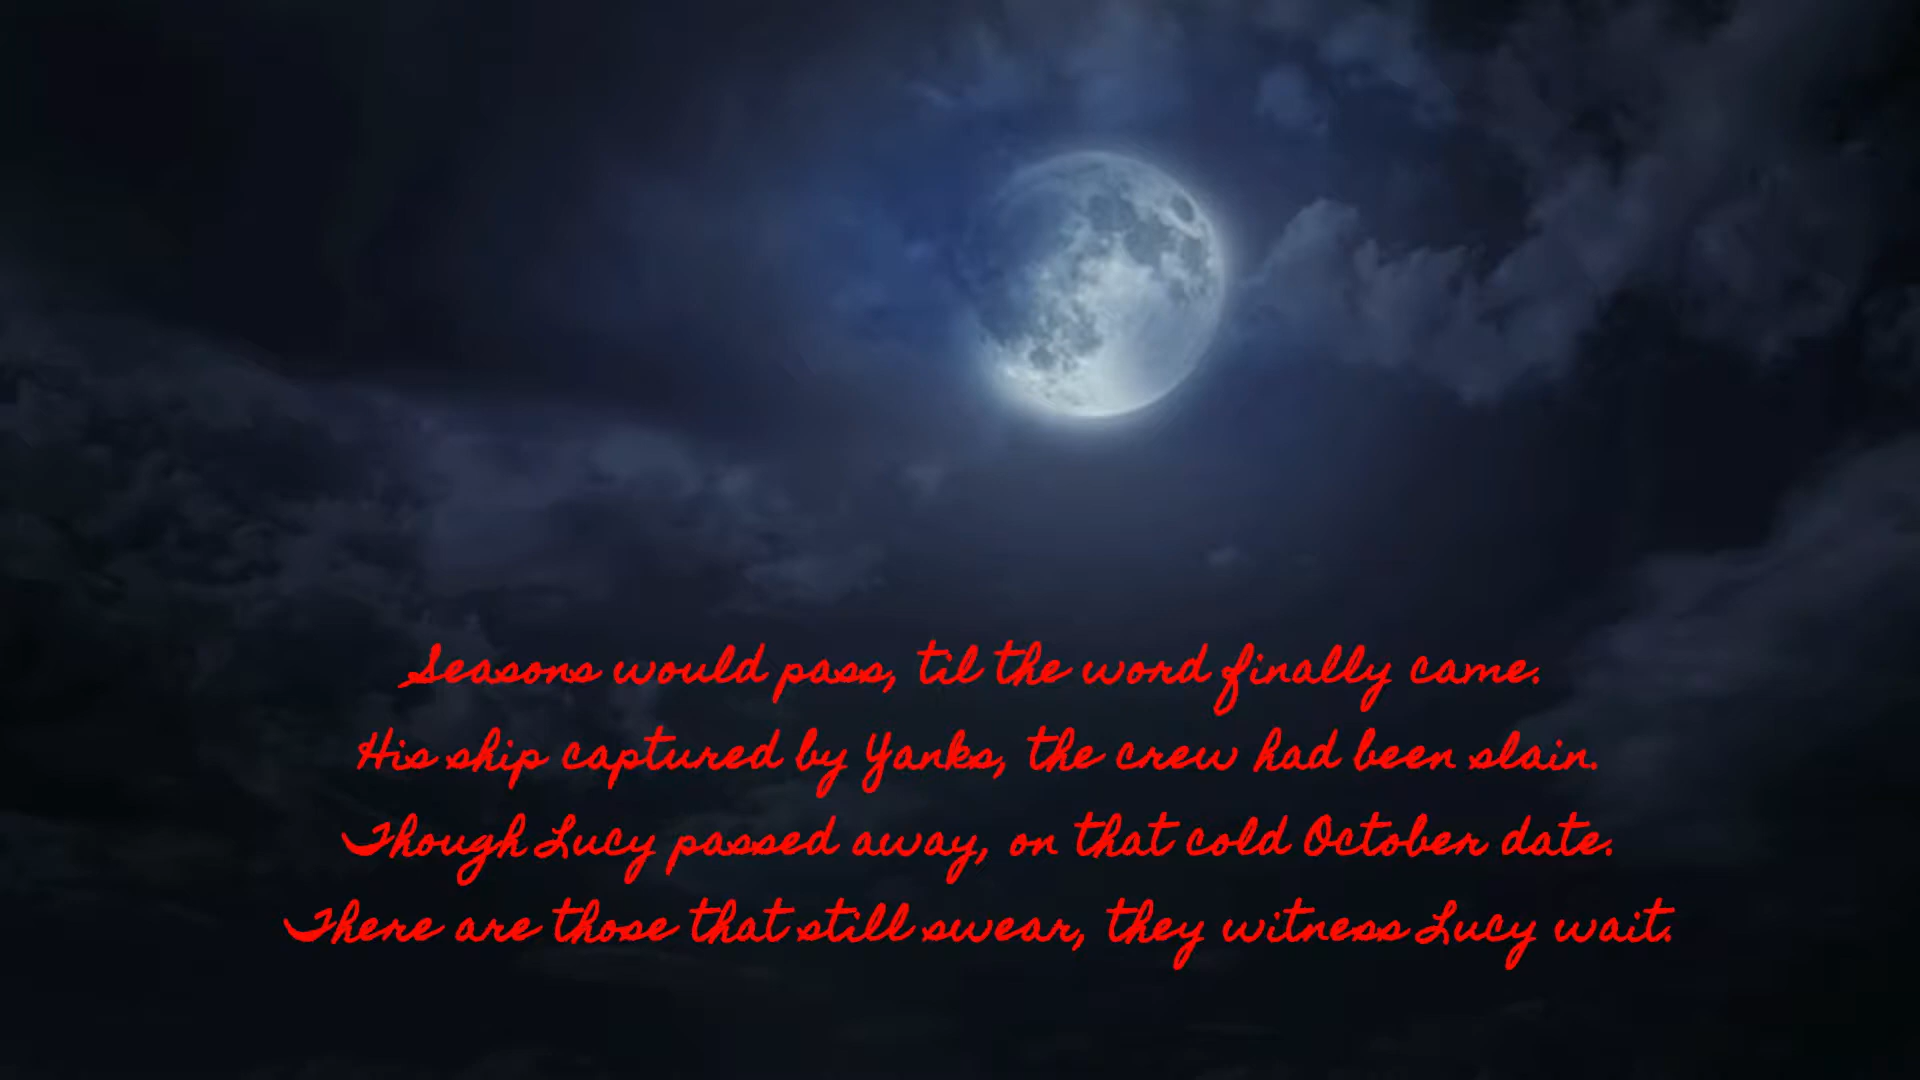 Seasons would pass, til the word finally came.
His ship captured by Yanks, the crew had been slain.
Though Lucy passed away, on that cold October date.
There are those that still swear, they witness Lucy wait.